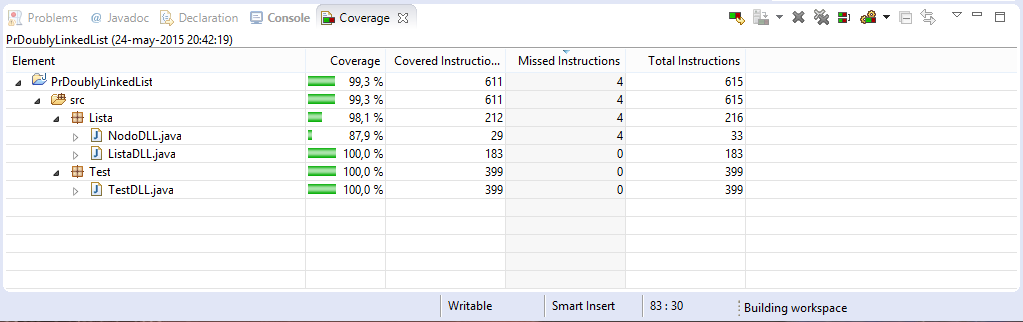 Problems @ Javadoc Declaration Console Coverage
PrDoublyLinkedList (24-may-2015 20:42:19)
Element Coverage Covered Instructio... Missed Instructions Total Instructions
PrDoublyLinkedList 99,3 % 611 4 615
src 99,3 % 611 4 615
Lista 98,1 % 212 4 216
NodoDLL.java 87,9 % 29 4 33
ListaDLL.java 100,0 % 183 0 183
Test 100,0 % 399 0 399
TestDLL.java 100,0 % 399 0 399
Writable Smart Insert 83 : 30 Building workspace